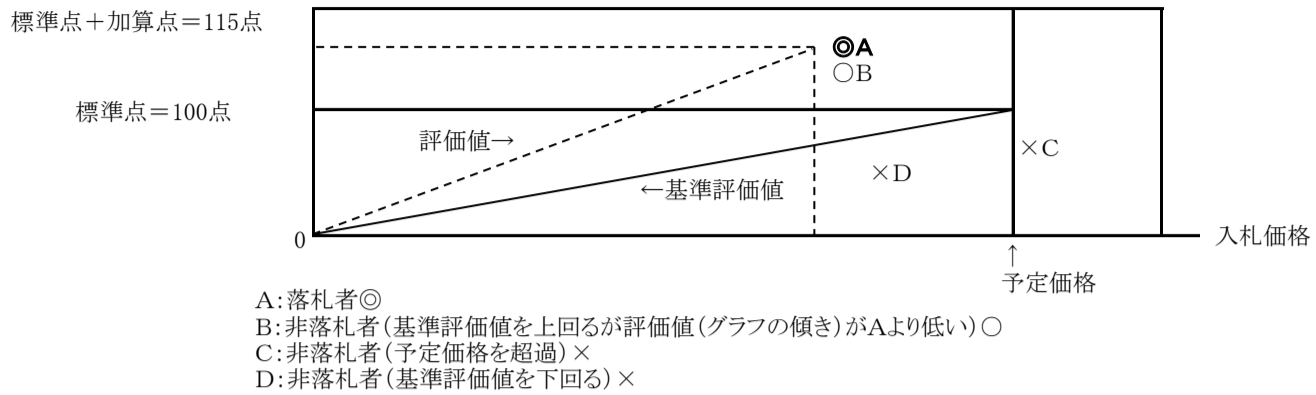 標準点＋加算点＝115点
◎A
○B
標準点＝100点
評価値→
×C
×D
←基準評価値
0
入札価格
↑
予定価格
A:落札者◎
B:非落札者(基準評価値を上回るが評価値(グラフの傾き)がAより低い)○
C:非落札者(予定価格を超過)×
D:非落札者(基準評価値を下回る)×